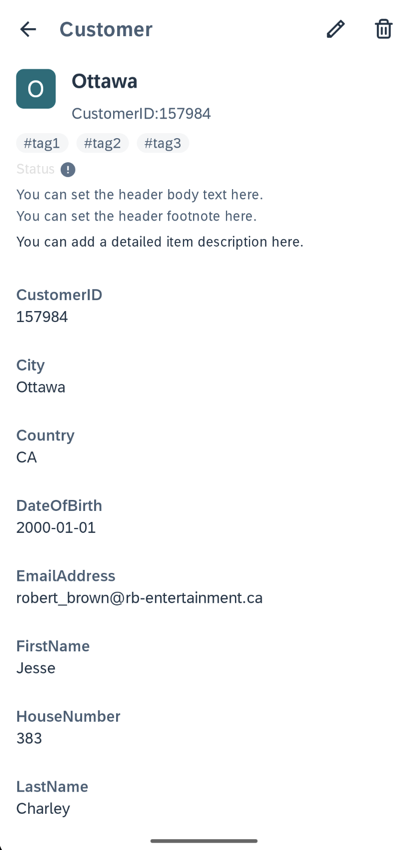 Customer
O
Ottawa
CustomerID:157984
#tag1 #tag2 #tag3
Status
You can set the header body text here.
You can set the header footnote here.
You can add a detailed item description here.
CustomerID
157984
City
Ottawa
Country
CA
DateOfBirth
2000-01-01
EmailAddress
robert_brown@rb-entertainment.ca
FirstName
Jesse
HouseNumber
383
LastName
Charley